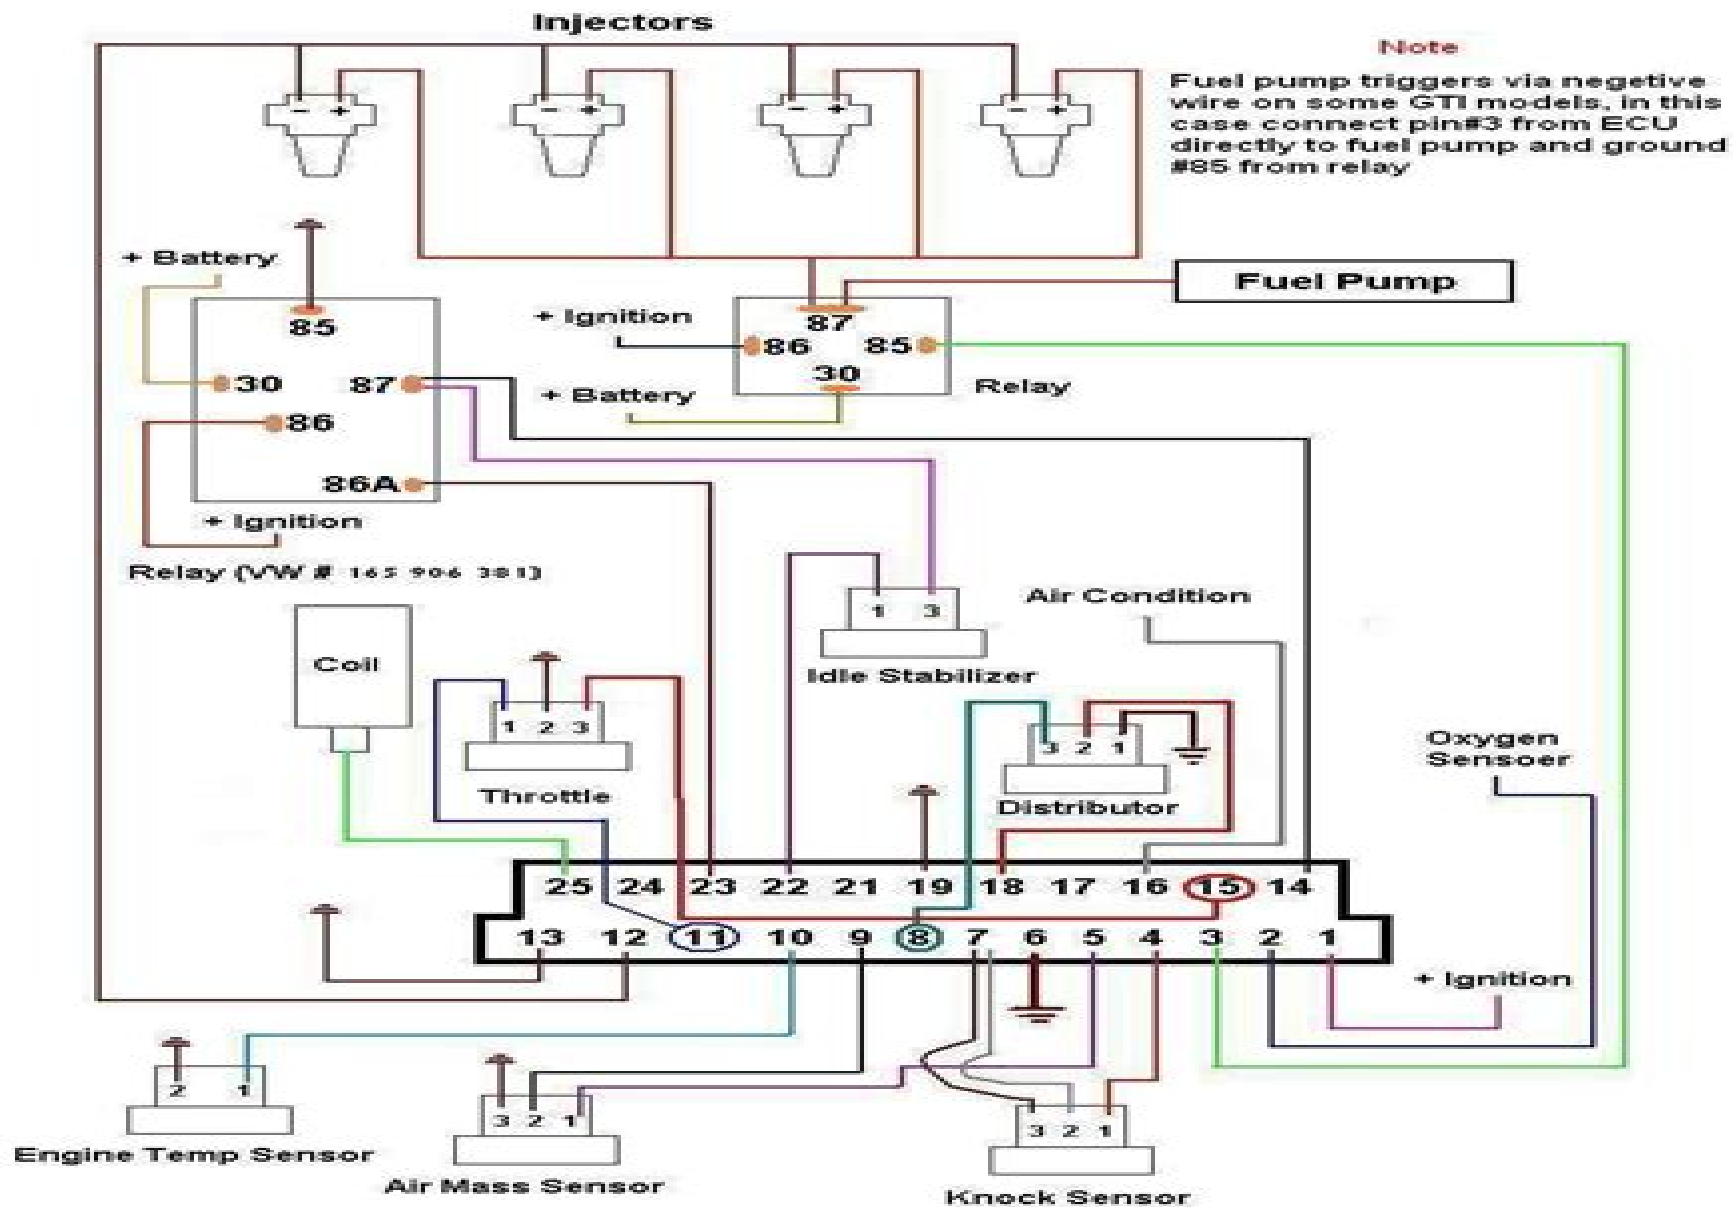 Injectors
Note
Fuel pump triggers via negetive
wire on some GTI models, in this
case connect pin#3 from ECU
directly to fuel pump and ground
#85 from relay
- +
- +
- +
- +
+ Battery
85
30
87
86
86A
+ Ignition
Relay (VW # 165 906 381)
+ Ignition
87
86
85
30
+ Battery
Relay
Fuel Pump
Coil
1 2 3
Throttle
1 3
Idle Stabilizer
Air Condition
3 2 1
Distributor
Oxygen
Sensoer
25 24 23 22 21 19 18 17 16 15 14
13 12 11 10 9 8 7 6 5 4 3 2 1
+ Ignition
2 1
Engine Temp Sensor
3 2 1
Air Mass Sensor
3 2 1
Knock Sensor